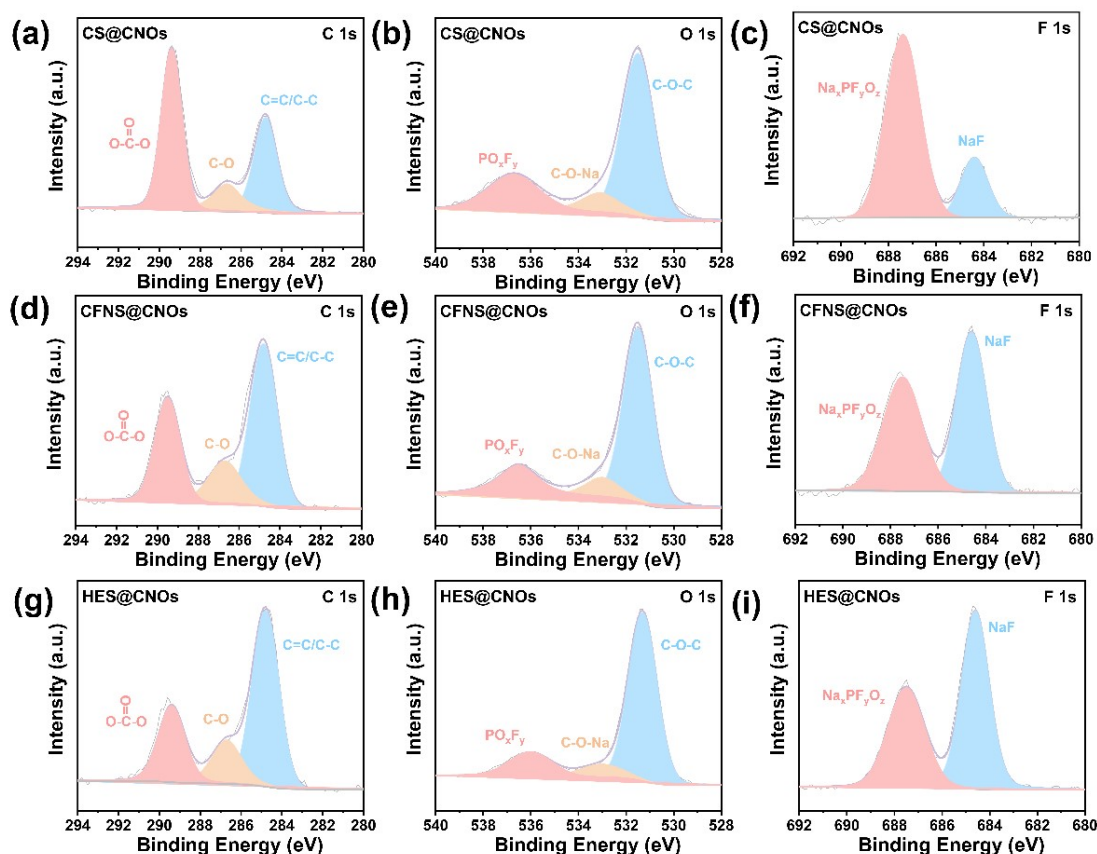 (a) CS@CNOs C 1s
O
O-C-O
C-O
C=C/C-C
Intensity (a.u.)
294 292 290 288 286 284 282 280
Binding Energy (eV)
(b) CS@CNOs O 1s
POxFy
C-O-Na
C-O-C
Intensity (a.u.)
540 538 536 534 532 530 528
Binding Energy (eV)
(c) CS@CNOs F 1s
NaxPFyOz
NaF
Intensity (a.u.)
692 690 688 686 684 682 680
Binding Energy (eV)
(d) CFNS@CNOs C 1s
O
O-C-O
C-O
C=C/C-C
Intensity (a.u.)
294 292 290 288 286 284 282 280
Binding Energy (eV)
(e) CFNS@CNOs O 1s
POxFy
C-O-Na
C-O-C
Intensity (a.u.)
540 538 536 534 532 530 528
Binding Energy (eV)
(f) CFNS@CNOs F 1s
NaxPFyOz
NaF
Intensity (a.u.)
692 690 688 686 684 682 680
Binding Energy (eV)
(g) HES@CNOs C 1s
O
O-C-O
C-O
C=C/C-C
Intensity (a.u.)
294 292 290 288 286 284 282 280
Binding Energy (eV)
(h) HES@CNOs O 1s
POxFy
C-O-Na
C-O-C
Intensity (a.u.)
540 538 536 534 532 530 528
Binding Energy (eV)
(i) HES@CNOs F 1s
NaxPFyOz
NaF
Intensity (a.u.)
692 690 688 686 684 682 680
Binding Energy (eV)